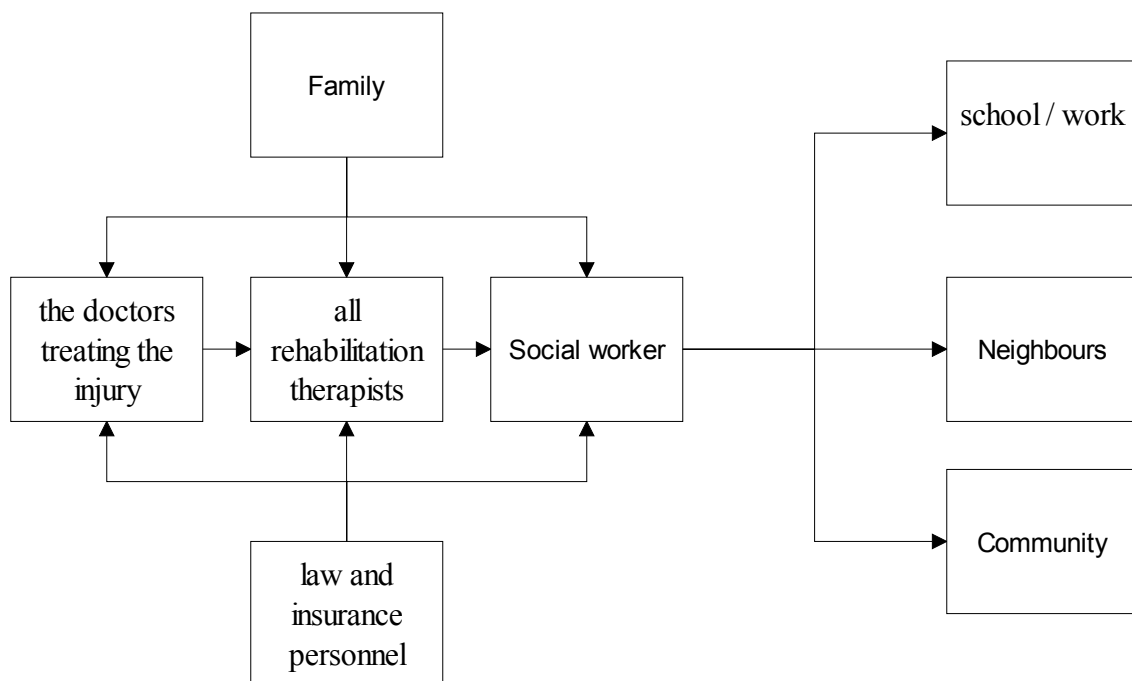 Family
school / work
the doctors
treating the
injury
all
rehabilitation
therapists
Social worker
Neighbours
Community
law and
insurance
personnel